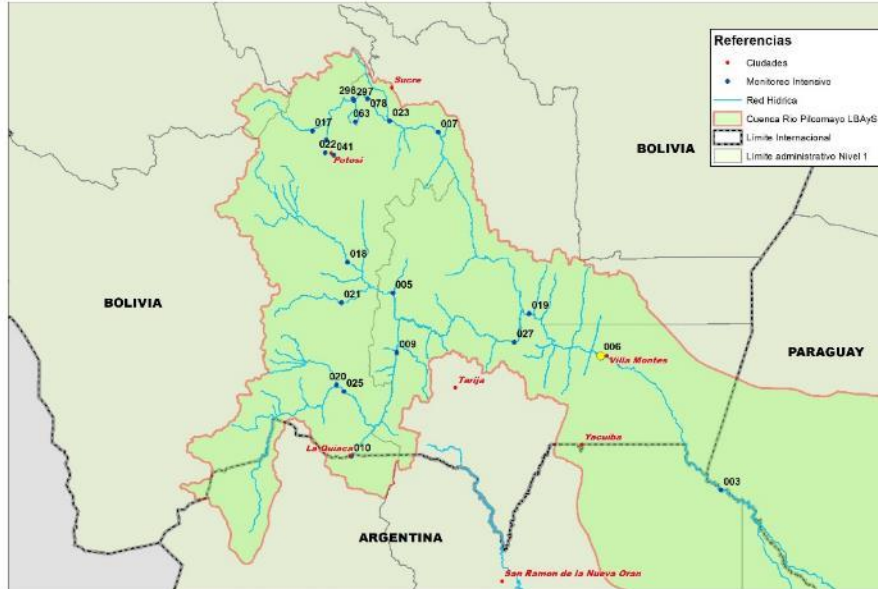 Referencias
Ciudades
Monitoreo Intensivo
Red Hídrica
Cuenca Rio Pilcomayo LBAyS
Límite Internacional
Límite administrativo Nivel 1
Sucre
298
297
078
017
063
023
007
022
041
Potosí
BOLIVIA
018
005
021
019
BOLIVIA
027
006
009
Villa Montes
PARAGUAY
020
025
Tarija
La Quiaca
010
Yacuiba
003
ARGENTINA
San Ramon de la Nueva Oran